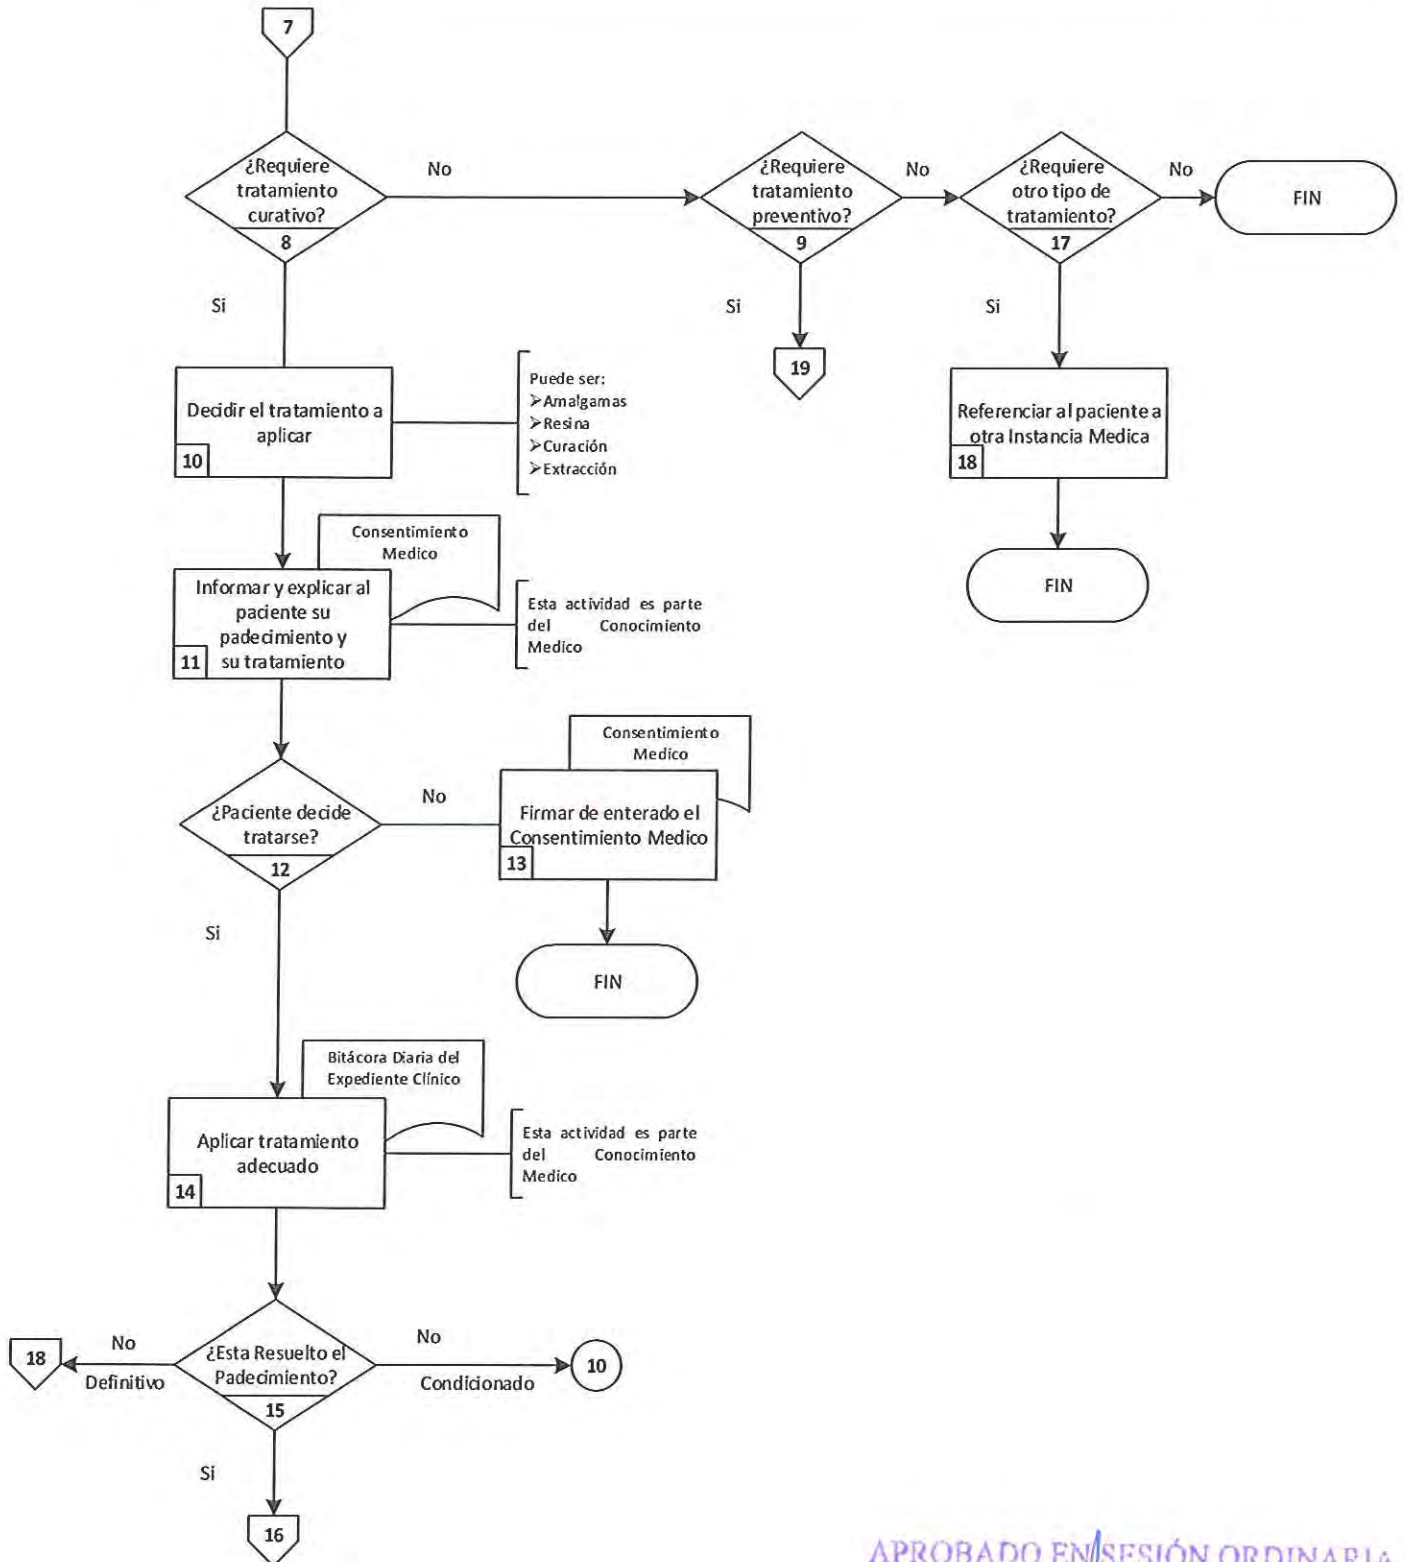 7
¿Requiere
tratamiento
curativo?
8
No
¿Requiere
tratamiento
preventivo?
9
No
¿Requiere
otro tipo de
tratamiento?
17
No
FIN
Si
Si
Si
19
Decidir el tratamiento a
aplicar
10
Puede ser:
➢Amalgamas
➢Resina
➢Curación
➢Extracción
Referenciar al paciente a
otra Instancia Medica
18
FIN
Consentimiento
Medico
Informar y explicar al
paciente su
padecimiento y
su tratamiento
11
Esta actividad es parte
del Conocimiento
Medico
¿Paciente decide
tratarse?
12
No
Consentimiento
Medico
Firmar de enterado el
Consentimiento Medico
13
FIN
Si
Bitácora Diaria del
Expediente Clínico
Aplicar tratamiento
adecuado
14
Esta actividad es parte
del Conocimiento
Medico
18
No
Definitivo
¿Esta Resuelto el
Padecimiento?
15
No
Condicionado
10
Si
16
APROBADO EN SESIÓN ORDINARIA